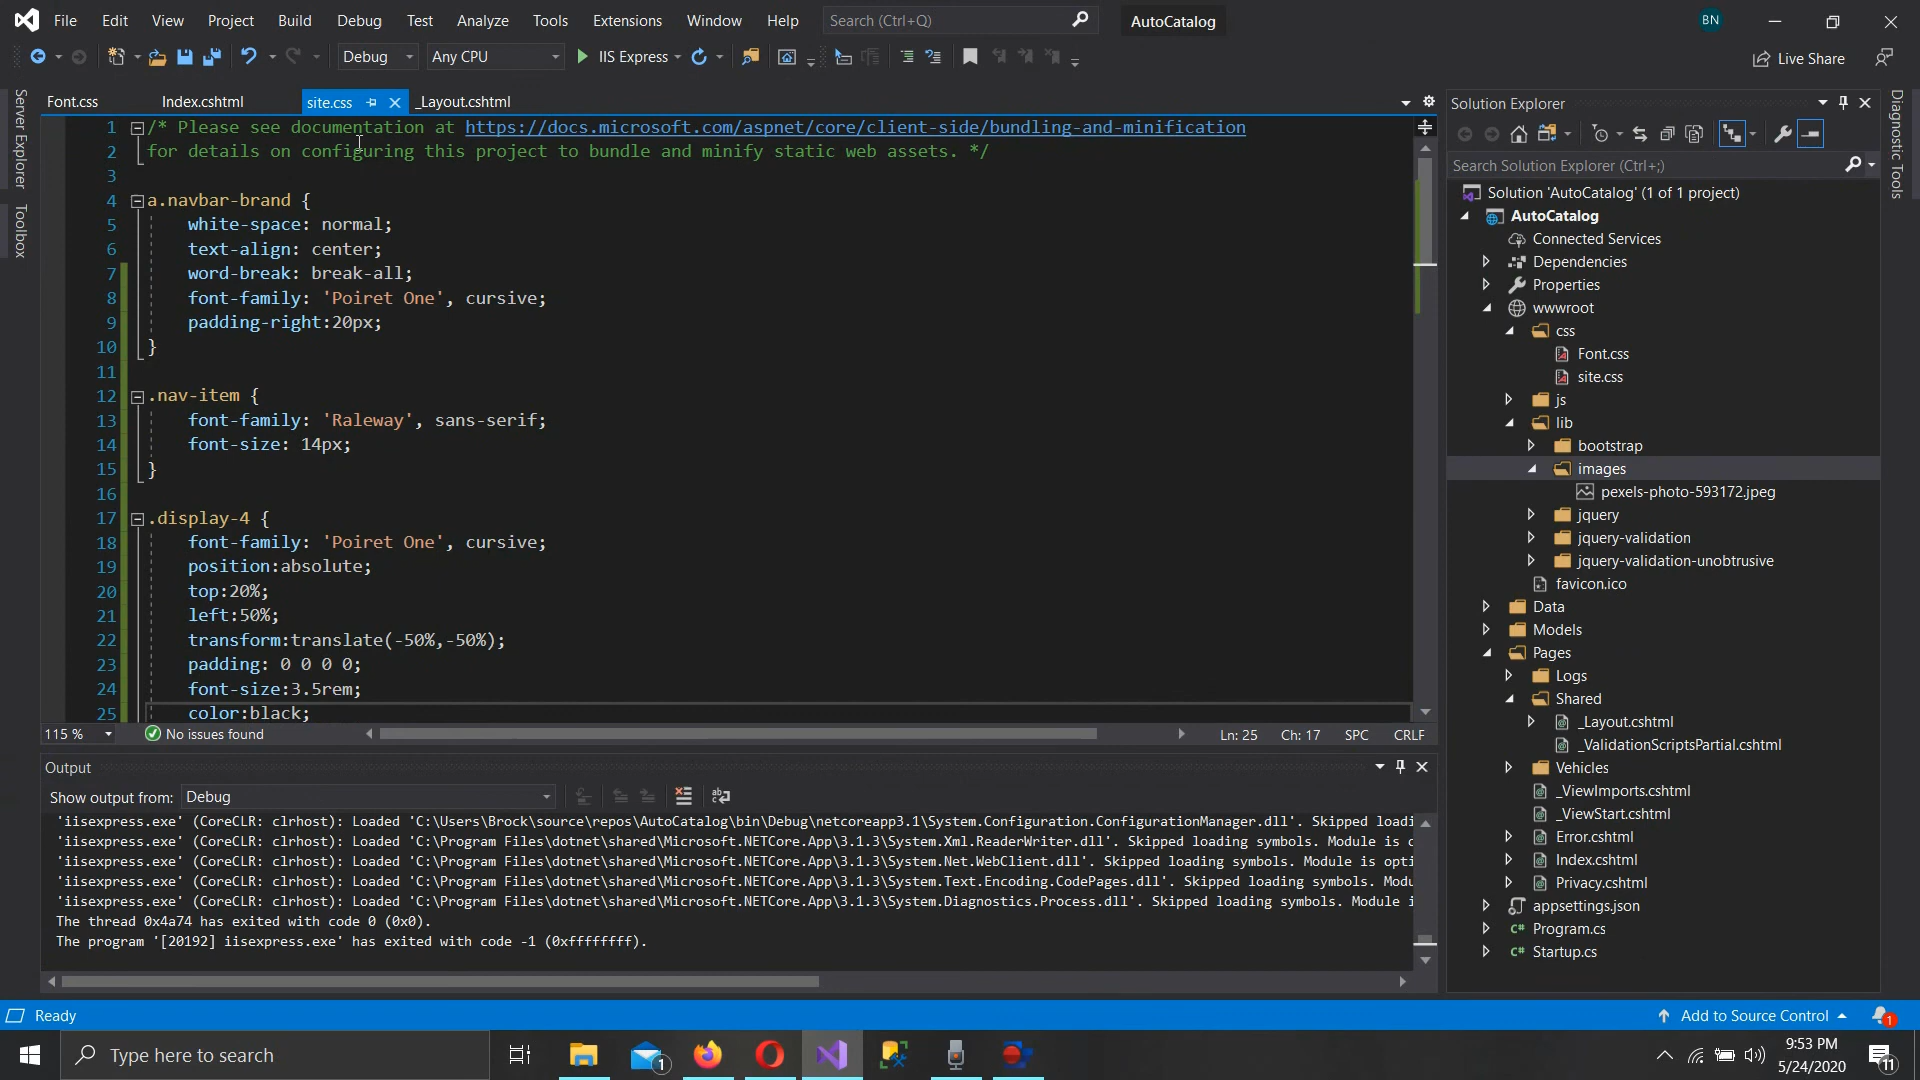 File Edit View Project Build Debug Test Analyze Tools Extensions Window Help Search (Ctrl+Q) AutoCatalog BN
Debug Any CPU IIS Express Live Share
Server Explorer
Toolbox
Font.css Index.cshtml site.css _Layout.cshtml
1 /* Please see documentation at https://docs.microsoft.com/aspnet/core/client-side/bundling-and-minification
2 for details on configuring this project to bundle and minify static web assets. */
3
4 a.navbar-brand {
5 white-space: normal;
6 text-align: center;
7 word-break: break-all;
8 font-family: 'Poiret One', cursive;
9 padding-right:20px;
10 }
11
12 .nav-item {
13 font-family: 'Raleway', sans-serif;
14 font-size: 14px;
15 }
16
17 .display-4 {
18 font-family: 'Poiret One', cursive;
19 position:absolute;
20 top:20%;
21 left:50%;
22 transform:translate(-50%,-50%);
23 padding: 0 0 0 0;
24 font-size:3.5rem;
25 color:black;
115 % No issues found Ln: 25 Ch: 17 SPC CRLF
Output
Show output from: Debug
'iisexpress.exe' (CoreCLR: clrhost): Loaded 'C:\Users\Brock\source\repos\AutoCatalog\bin\Debug\netcoreapp3.1\System.Configuration.ConfigurationManager.dll'. Skipped loadi
'iisexpress.exe' (CoreCLR: clrhost): Loaded 'C:\Program Files\dotnet\shared\Microsoft.NETCore.App\3.1.3\System.Xml.ReaderWriter.dll'. Skipped loading symbols. Module is o
'iisexpress.exe' (CoreCLR: clrhost): Loaded 'C:\Program Files\dotnet\shared\Microsoft.NETCore.App\3.1.3\System.Net.WebClient.dll'. Skipped loading symbols. Module is opti
'iisexpress.exe' (CoreCLR: clrhost): Loaded 'C:\Program Files\dotnet\shared\Microsoft.NETCore.App\3.1.3\System.Text.Encoding.CodePages.dll'. Skipped loading symbols. Modu
'iisexpress.exe' (CoreCLR: clrhost): Loaded 'C:\Program Files\dotnet\shared\Microsoft.NETCore.App\3.1.3\System.Diagnostics.Process.dll'. Skipped loading symbols. Module i
The thread 0x4a74 has exited with code 0 (0x0).
The program '[20192] iisexpress.exe' has exited with code -1 (0xffffffff).
Solution Explorer
Search Solution Explorer (Ctrl+;)
Solution 'AutoCatalog' (1 of 1 project)
AutoCatalog
Connected Services
Dependencies
Properties
wwwroot
css
Font.css
site.css
js
lib
bootstrap
images
pexels-photo-593172.jpeg
jquery
jquery-validation
jquery-validation-unobtrusive
favicon.ico
Data
Models
Pages
Logs
Shared
_Layout.cshtml
_ValidationScriptsPartial.cshtml
Vehicles
_ViewImports.cshtml
_ViewStart.cshtml
Error.cshtml
Index.cshtml
Privacy.cshtml
appsettings.json
C# Program.cs
C# Startup.cs
Diagnostic Tools
Ready Add to Source Control 1
Type here to search 1 9:53 PM
5/24/2020 11